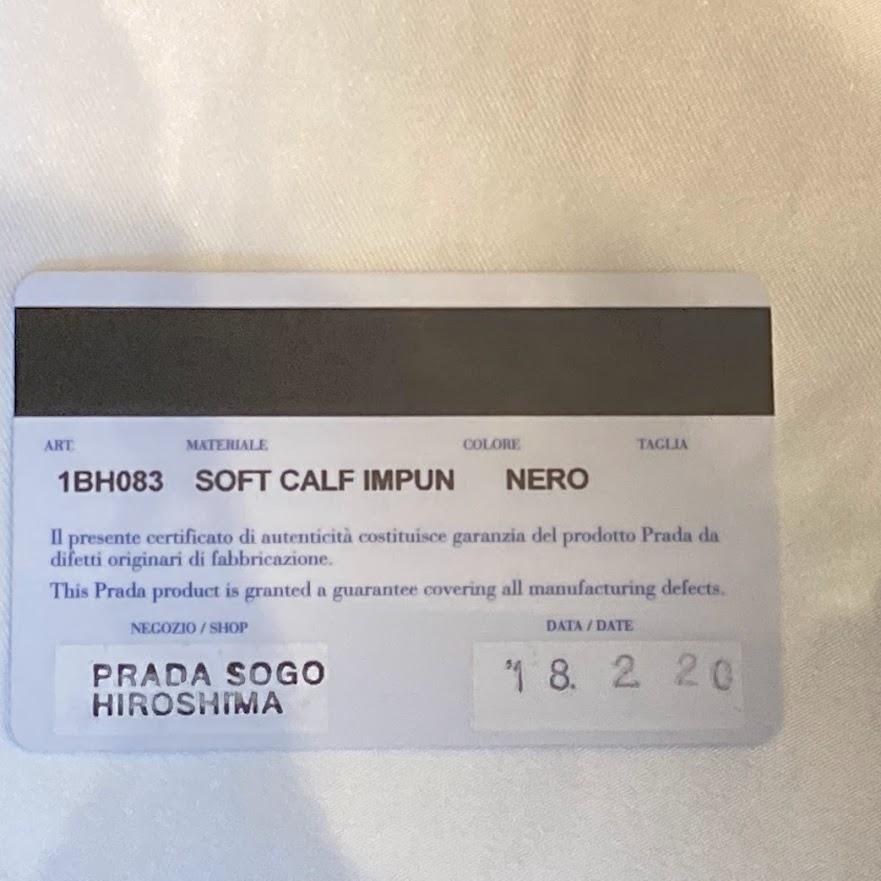 ART. MATERIALE COLORE TAGLIA
1BH083 SOFT CALF IMPUN NERO
Il presente certificato di autenticità costituisce garanzia del prodotto Prada da
difetti originari di fabbricazione.
This Prada product is granted a guarantee covering all manufacturing defects.
NEGOZIO / SHOP DATA / DATE
PRADA SOGO
HIROSHIMA
'18. 2 20